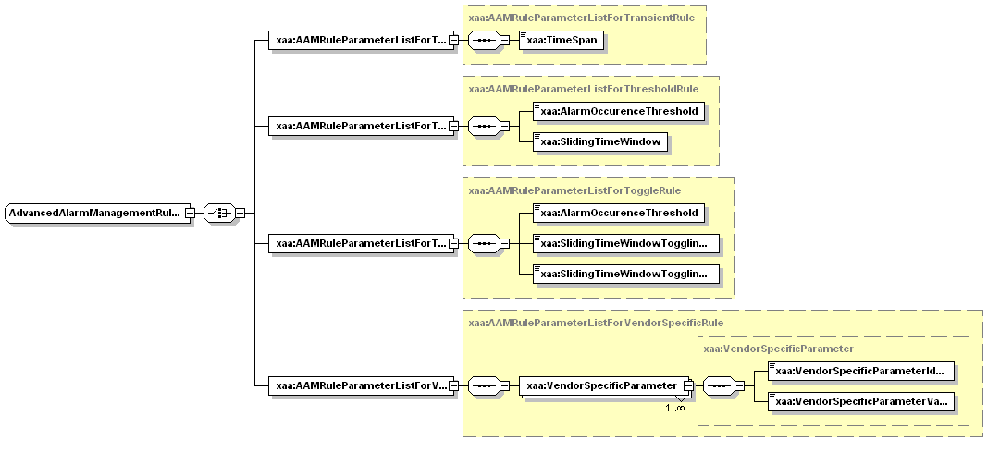 xaa:AAMRuleParameterListForTransientRule
xaa:AAMRuleParameterListForT...
xaa:TimeSpan
xaa:AAMRuleParameterListForThresholdRule
xaa:AAMRuleParameterListForT...
xaa:AlarmOccurenceThreshold
xaa:SlidingTimeWindow
AdvancedAlarmManagementRul...
xaa:AAMRuleParameterListForToggleRule
xaa:AAMRuleParameterListForT...
xaa:AlarmOccurenceThreshold
xaa:SlidingTimeWindowTogglin...
xaa:SlidingTimeWindowTogglin...
xaa:AAMRuleParameterListForVendorSpecificRule
xaa:AAMRuleParameterListForV...
xaa:VendorSpecificParameter
1..∞
xaa:VendorSpecificParameter
xaa:VendorSpecificParameterId...
xaa:VendorSpecificParameterVa...